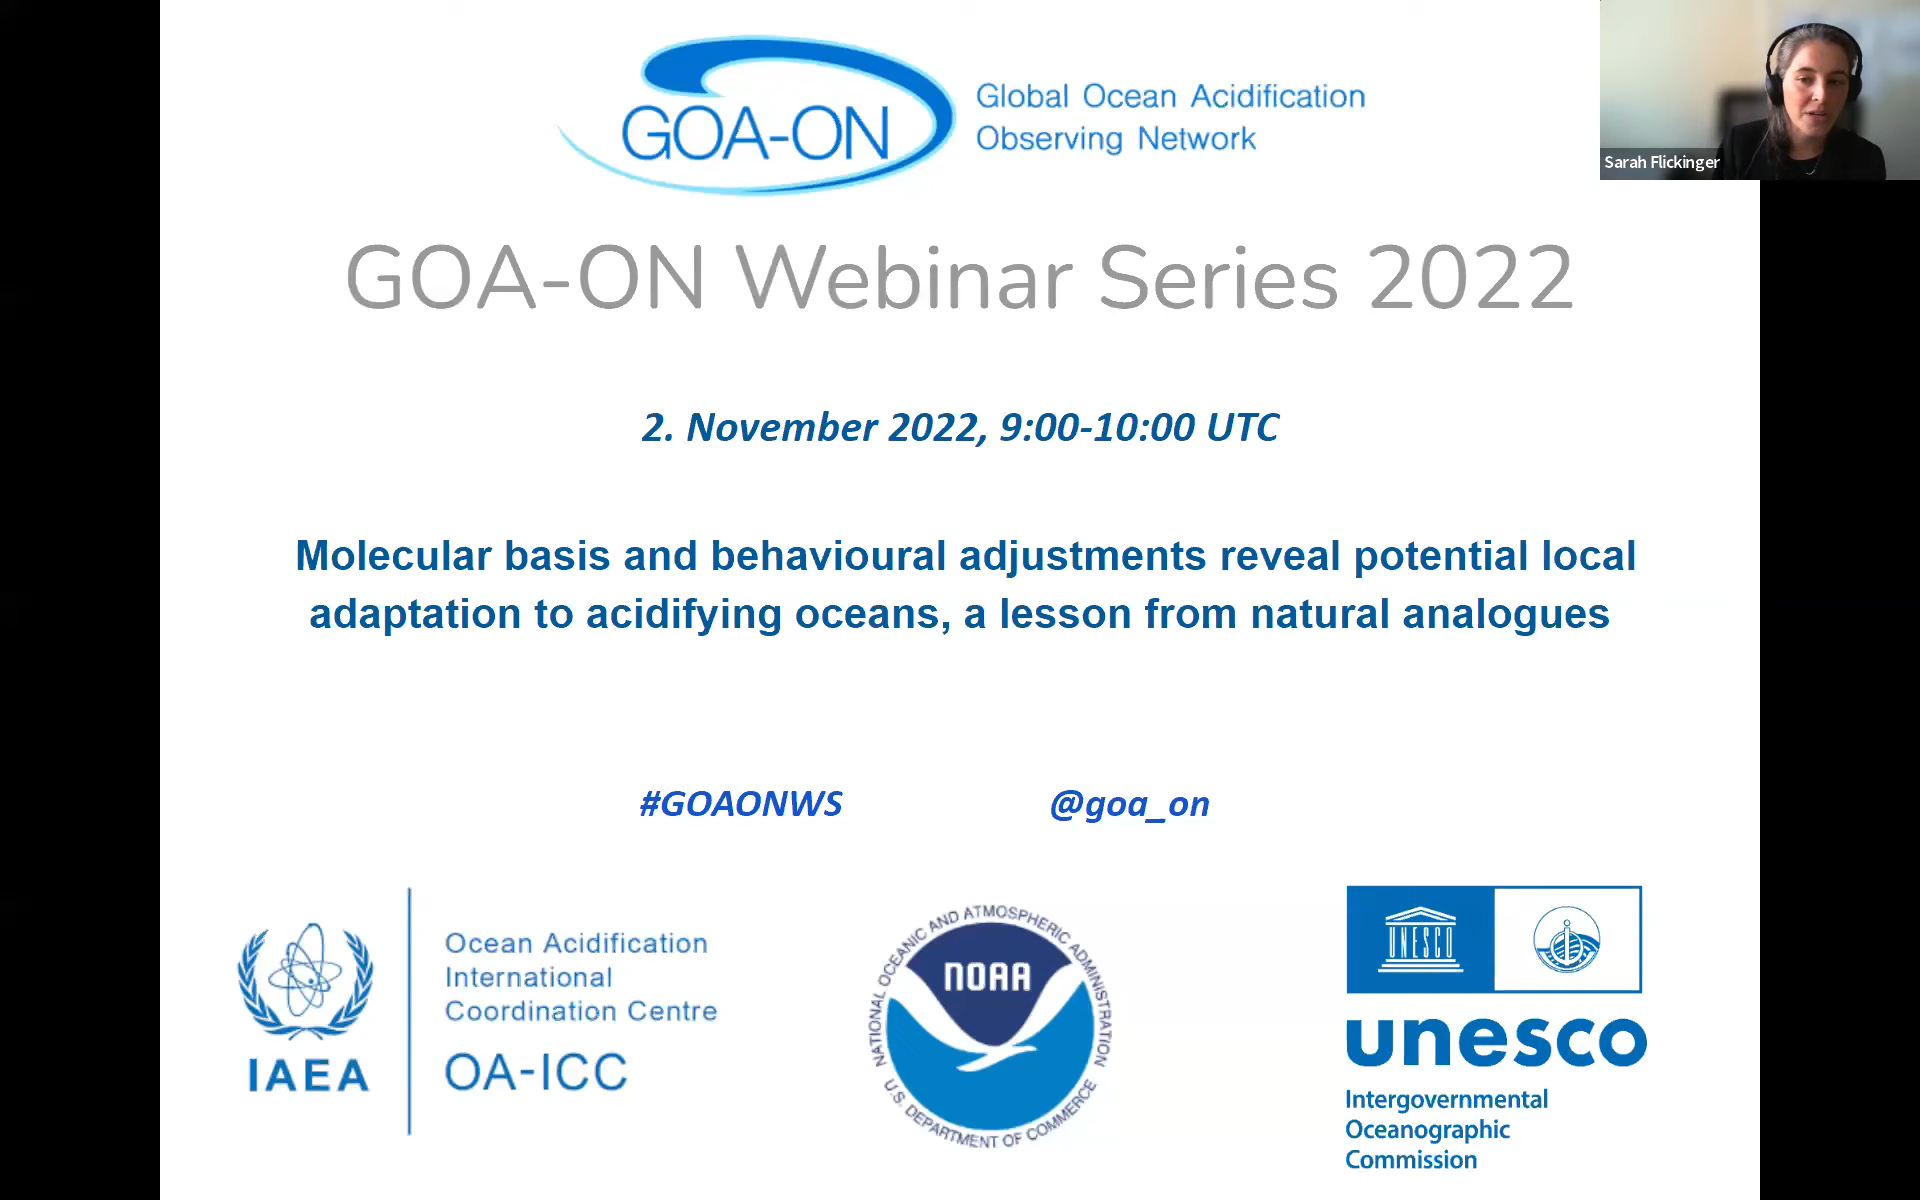 GOA-ON
Global Ocean Acidification
Observing Network
Sarah Flickinger
GOA-ON Webinar Series 2022
2. November 2022, 9:00-10:00 UTC
Molecular basis and behavioural adjustments reveal potential local
adaptation to acidifying oceans, a lesson from natural analogues
#GOAONWS
@goa_on
IAEA
Ocean Acidification
International
Coordination Centre
OA-ICC
NATIONAL OCEANIC AND ATMOSPHERIC ADMINISTRATION
NOAA
U.S. DEPARTMENT OF COMMERCE
UNESCO
unesco
Intergovernmental
Oceanographic
Commission